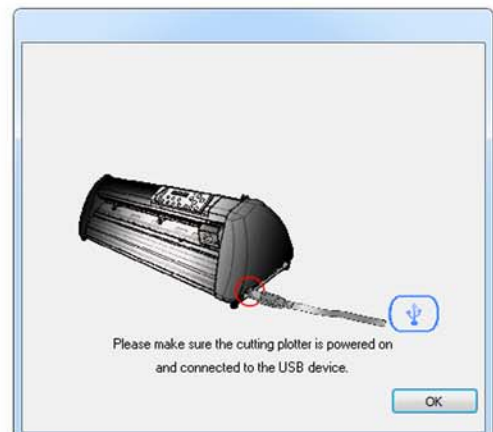 Please make sure the cutting plotter is powered on
and connected to the USB device.
OK